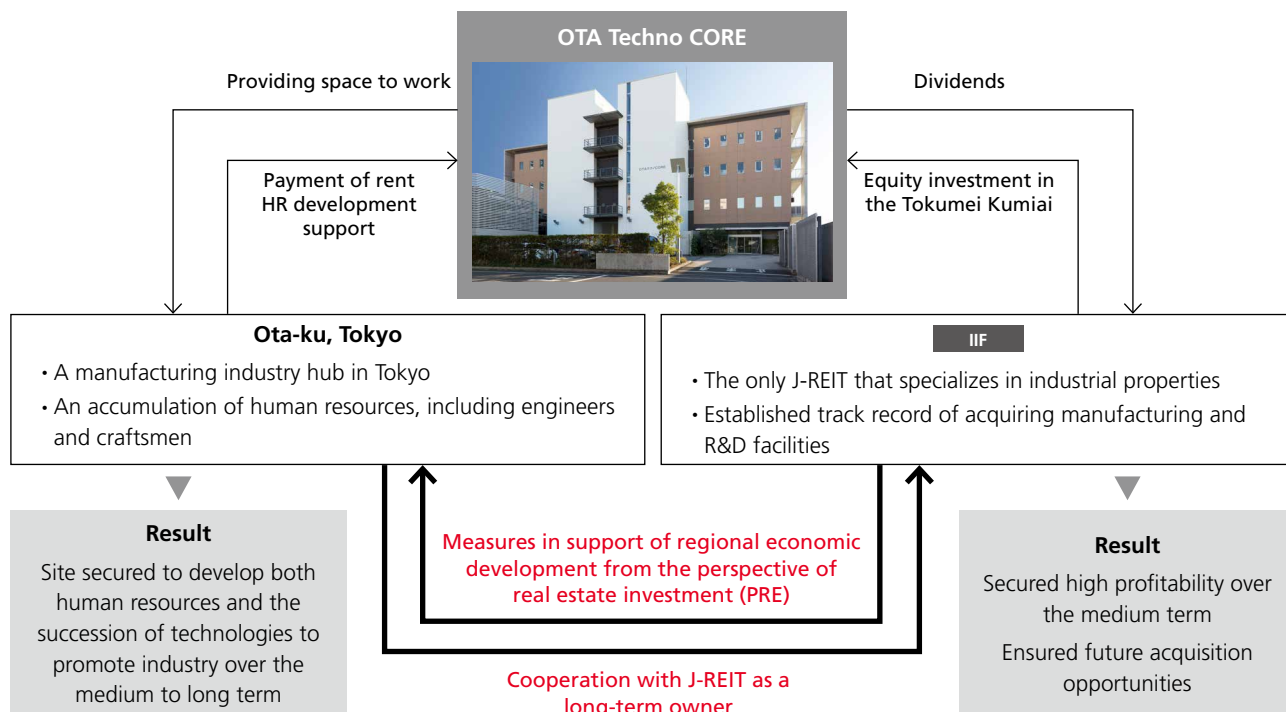 OTA Techno CORE
Providing space to work
Dividends
Payment of rent
HR development
support
Equity investment in
the Tokumei Kumiai
Ota-ku, Tokyo
• A manufacturing industry hub in Tokyo
• An accumulation of human resources, including engineers
and craftsmen
IIF
• The only J-REIT that specializes in industrial properties
• Established track record of acquiring manufacturing and
R&D facilities
Result
Site secured to develop both
human resources and the
succession of technologies to
promote industry over the
medium to long term
Measures in support of regional economic
development from the perspective of
real estate investment (PRE)
Cooperation with J-REIT as a
long-term owner
Result
Secured high profitability over
the medium term
Ensured future acquisition
opportunities